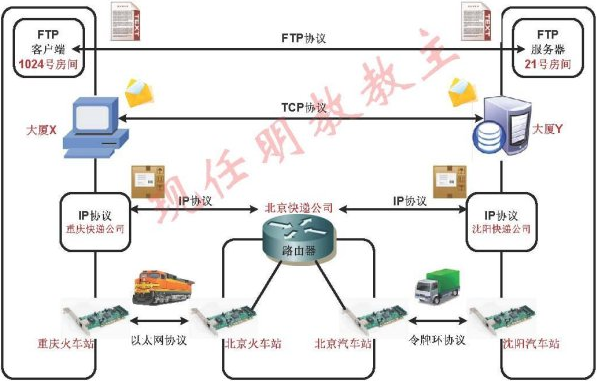 FTP
客户端
1024号房间
FTP协议
FTP
服务器
21号房间
TEXT
TEXT
大厦X
TCP协议
大厦Y
现任明教教主
IP协议
重庆快递公司
IP协议
北京快递公司
IP协议
IP协议
沈阳快递公司
路由器
重庆火车站
以太网协议
北京火车站
北京汽车站
令牌环协议
沈阳汽车站